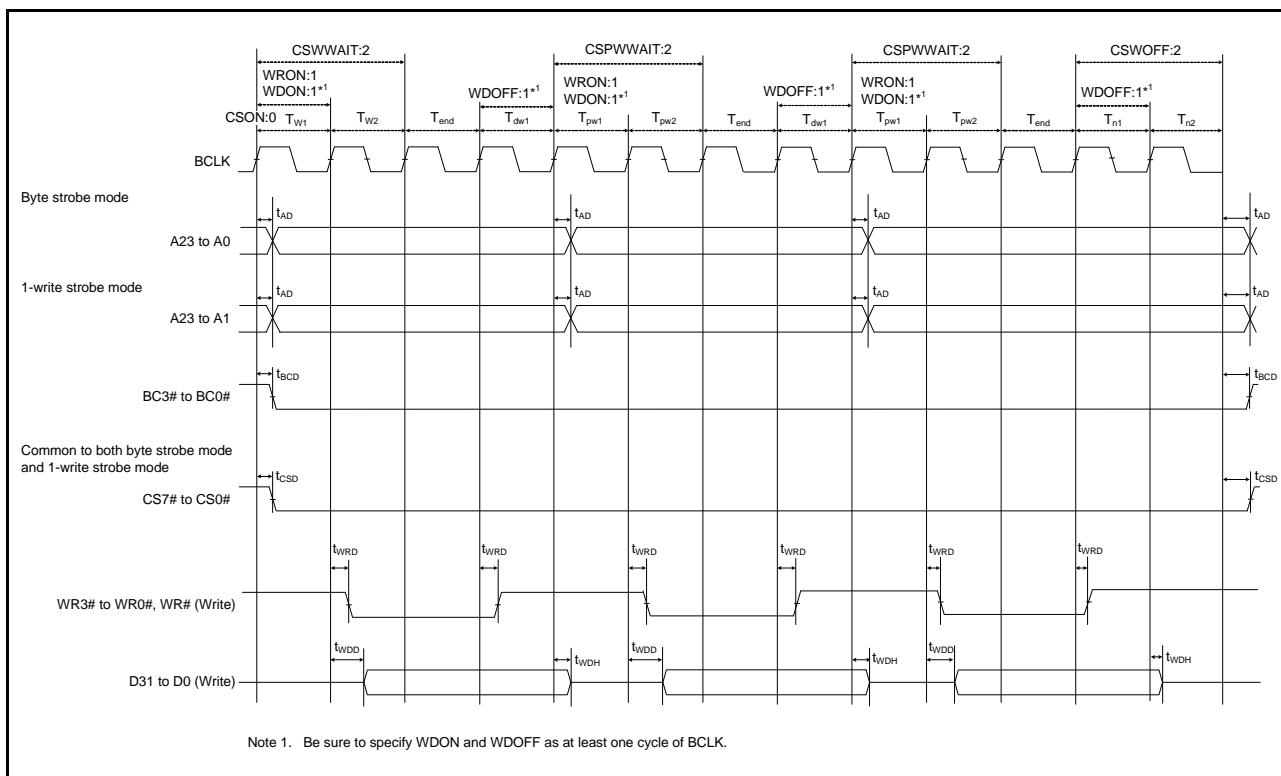 CSWWAIT:2 CSPWWAIT:2 CSPWWAIT:2 CSWOFF:2
WRON:1 WRON:1 WRON:1
WDON:1*1 WDOFF:1*1 WDON:1*1 WDOFF:1*1 WDON:1*1 WDOFF:1*1
CSON:0 TW1 TW2 Tend Tdw1 Tpw1 Tpw2 Tend Tdw1 Tpw1 Tpw2 Tend Tn1 Tn2
BCLK
Byte strobe mode
tAD tAD tAD tAD
A23 to A0
1-write strobe mode
tAD tAD tAD tAD
A23 to A1
tBCD tBCD
BC3# to BC0#
Common to both byte strobe mode
and 1-write strobe mode
tCSD tCSD
CS7# to CS0#
tWRD tWRD tWRD tWRD tWRD tWRD
WR3# to WR0#, WR# (Write)
tWDD tWDH tWDD tWDH tWDD tWDH
D31 to D0 (Write)
Note 1. Be sure to specify WDON and WDOFF as at least one cycle of BCLK.